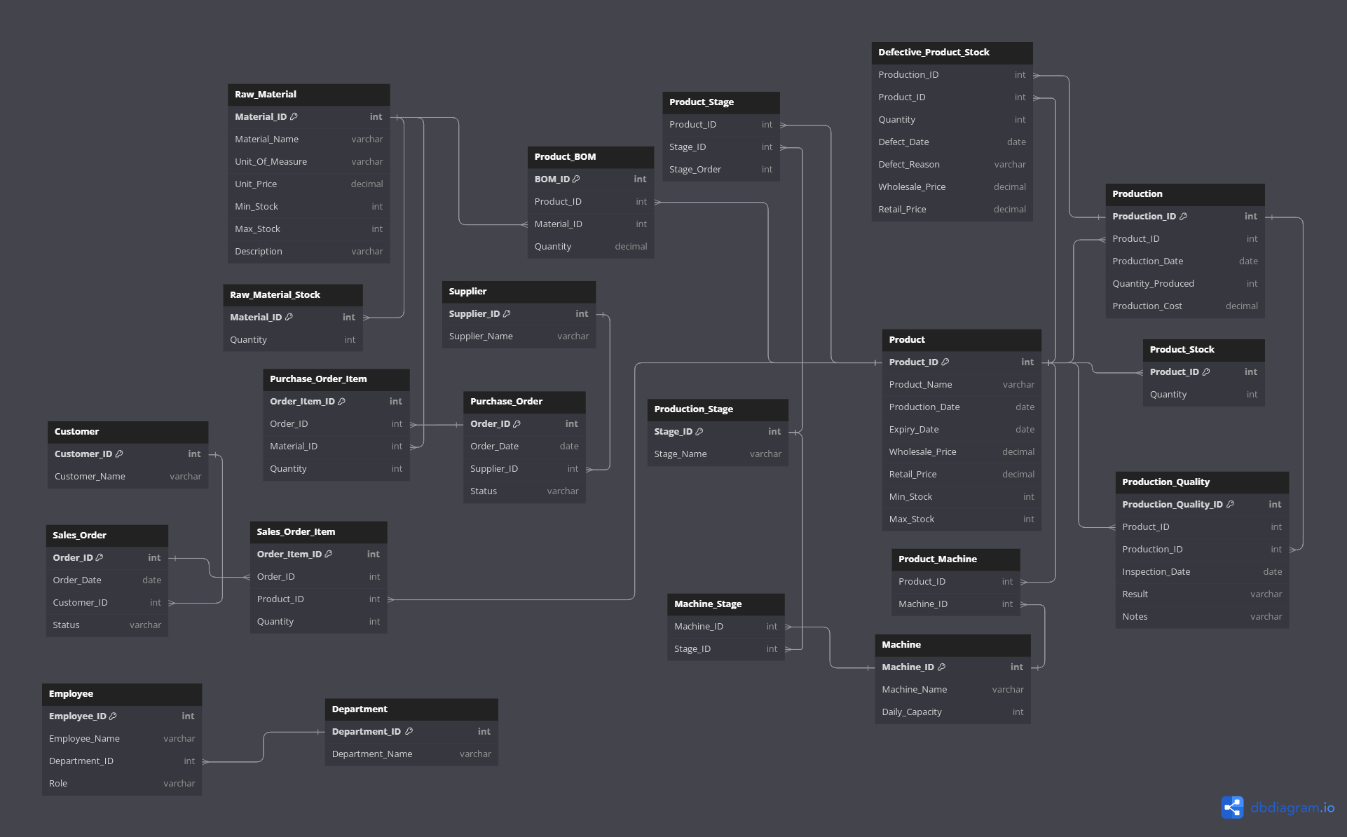 Defective_Product_Stock
Production_ID int
Product_ID int
Quantity int
Defect_Date date
Defect_Reason varchar
Wholesale_Price decimal
Retail_Price decimal
Raw_Material
Material_ID int
Material_Name varchar
Unit_Of_Measure varchar
Unit_Price decimal
Min_Stock int
Max_Stock int
Description varchar
Product_Stage
Product_ID int
Stage_ID int
Stage_Order int
Product_BOM
BOM_ID int
Product_ID int
Material_ID int
Quantity decimal
Production
Production_ID int
Product_ID int
Production_Date date
Quantity_Produced int
Production_Cost decimal
Raw_Material_Stock
Material_ID int
Quantity int
Supplier
Supplier_ID int
Supplier_Name varchar
Product
Product_ID int
Product_Name varchar
Production_Date date
Expiry_Date date
Wholesale_Price decimal
Retail_Price decimal
Min_Stock int
Max_Stock int
Product_Stock
Product_ID int
Quantity int
Purchase_Order_Item
Order_Item_ID int
Order_ID int
Material_ID int
Quantity int
Purchase_Order
Order_ID int
Order_Date date
Supplier_ID int
Status varchar
Production_Stage
Stage_ID int
Stage_Name varchar
Customer
Customer_ID int
Customer_Name varchar
Production_Quality
Production_Quality_ID int
Product_ID int
Production_ID int
Inspection_Date date
Result varchar
Notes varchar
Sales_Order
Order_ID int
Order_Date date
Customer_ID int
Status varchar
Sales_Order_Item
Order_Item_ID int
Order_ID int
Product_ID int
Quantity int
Product_Machine
Product_ID int
Machine_ID int
Machine_Stage
Machine_ID int
Stage_ID int
Machine
Machine_ID int
Machine_Name varchar
Daily_Capacity int
Employee
Employee_ID int
Employee_Name varchar
Department_ID int
Role varchar
Department
Department_ID int
Department_Name varchar
dbdiagram.io